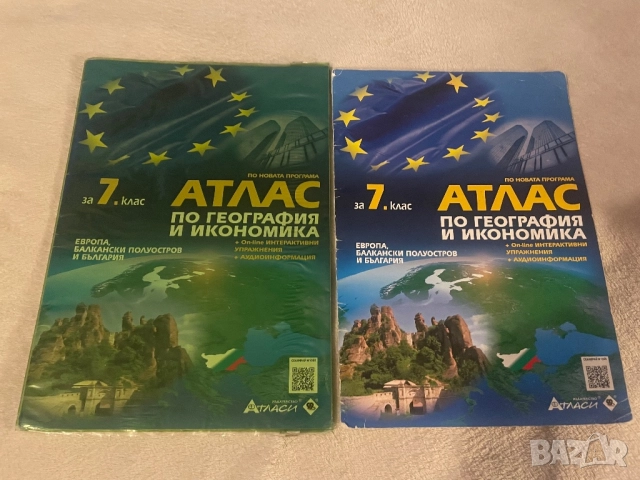 ПО НОВАТА ПРОГРАМА
за 7. клас
АТЛАС
ПО ГЕОГРАФИЯ
И ИКОНОМИКА
+ On-line ИНТЕРАКТИВНИ
УПРАЖНЕНИЯ
+ АУДИОИНФОРМАЦИЯ
ЕВРОПА,
БАЛКАНСКИ ПОЛУОСТРОВ
И БЪЛГАРИЯ
АТЛАСИ
ПО НОВАТА ПРОГРАМА
за 7. клас
АТЛАС
ПО ГЕОГРАФИЯ
И ИКОНОМИКА
+ On-line ИНТЕРАКТИВНИ
УПРАЖНЕНИЯ
+ АУДИОИНФОРМАЦИЯ
ЕВРОПА,
БАЛКАНСКИ ПОЛУОСТРОВ
И БЪЛГАРИЯ
АТЛАСИ
BAZAR